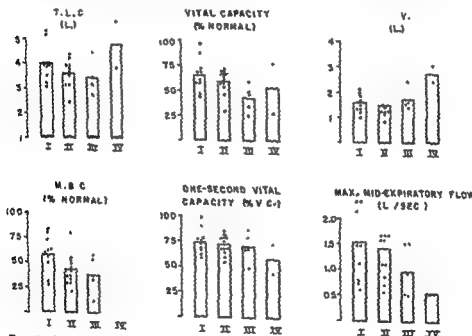 T.L.C
(L.)
5
4
3
2
1
I II III IV
VITAL CAPACITY
(% NORMAL)
100
75
50
25
I II III IV
V.
(L.)
4
3
2
1
I II III IV
M.B.C
(% NORMAL)
100
75
50
25
I II III IV
ONE-SECOND VITAL
CAPACITY (% V.C.)
100
75
50
25
I II III IV
MAX. MID-EXPIRATORY FLOW
(L/SEC)
2.0
1.5
1.0
0.5
I II III IV